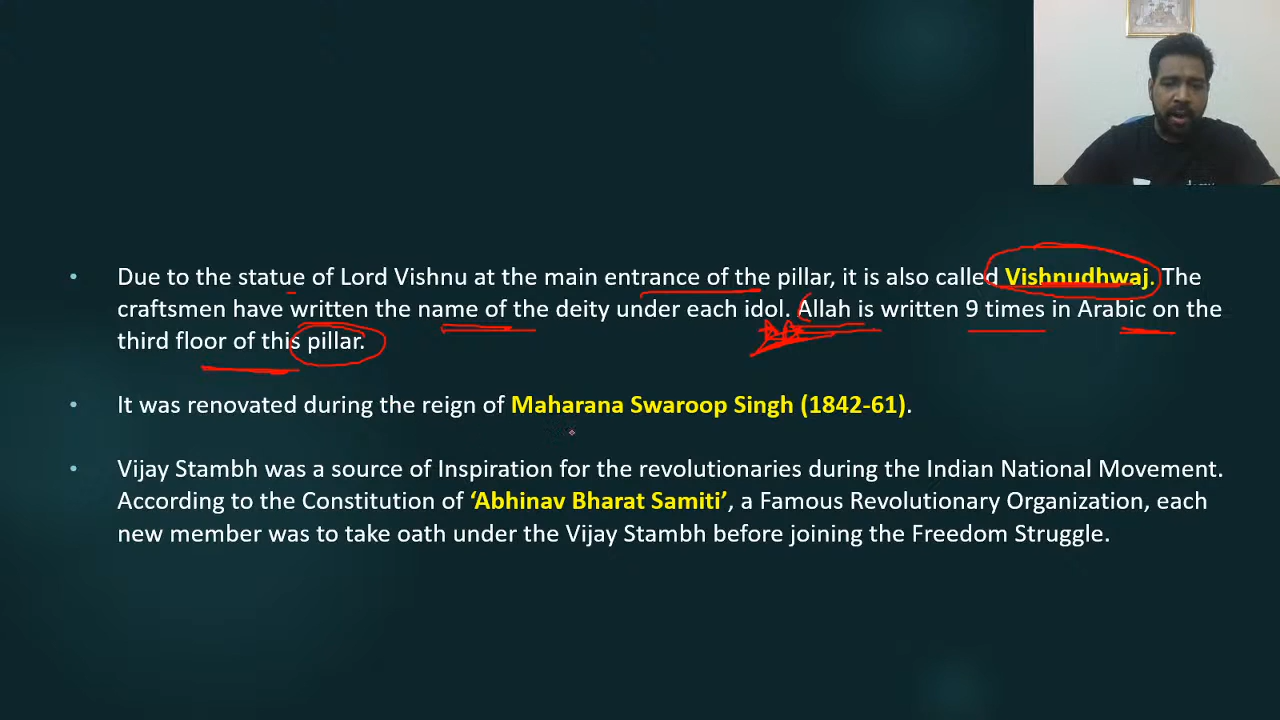 • Due to the statue of Lord Vishnu at the main entrance of the pillar, it is also called Vishnudhwaj. The
craftsmen have written the name of the deity under each idol. Allah is written 9 times in Arabic on the
third floor of this pillar.
• It was renovated during the reign of Maharana Swaroop Singh (1842-61).
• Vijay Stambh was a source of Inspiration for the revolutionaries during the Indian National Movement.
According to the Constitution of ‘Abhinav Bharat Samiti’, a Famous Revolutionary Organization, each
new member was to take oath under the Vijay Stambh before joining the Freedom Struggle.